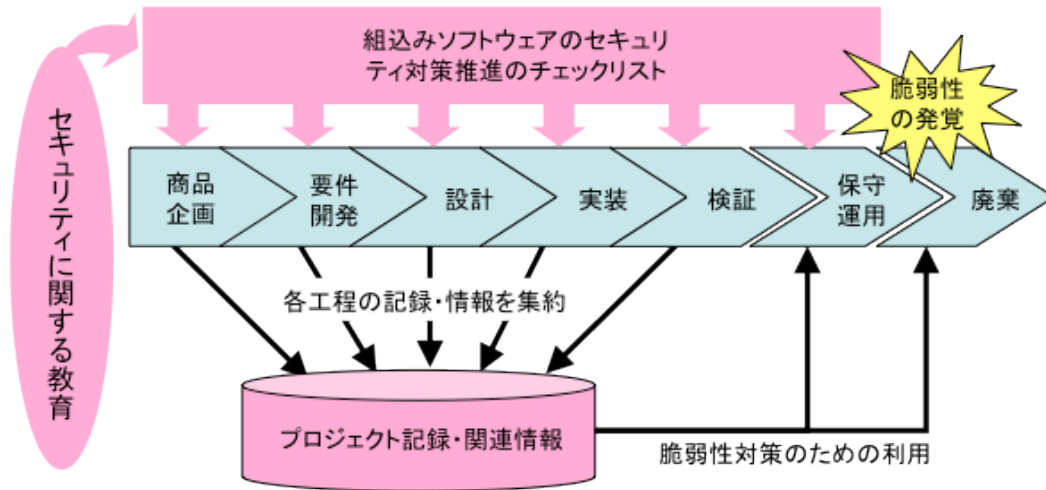 組込みソフトウェアのセキュリ
ティ対策推進のチェックリスト
脆弱性
の発覚
セキュリティに関する教育
商品
企画
要件
開発
設計
実装
検証
保守
運用
廃棄
各工程の記録・情報を集約
プロジェクト記録・関連情報
脆弱性対策のための利用